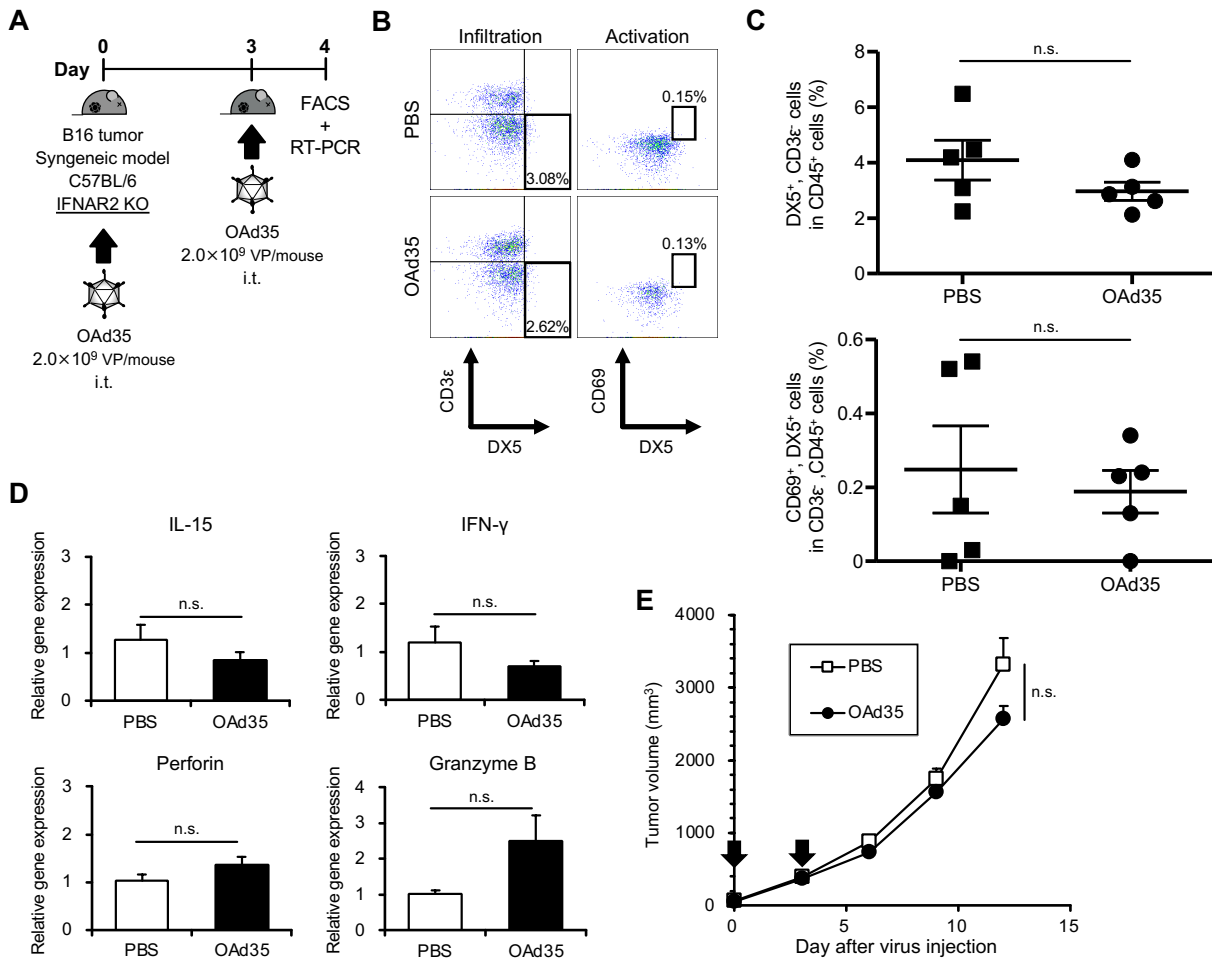 A
0
3
4
Day
B16 tumor
Syngeneic model
C57BL/6
IFNAR2 KO
FACS
+
RT-PCR
OAd35
2.0×10⁹ VP/mouse
i.t.
OAd35
2.0×10⁹ VP/mouse
i.t.
B
Infiltration
Activation
PBS
3.08%
0.15%
OAd35
2.62%
0.13%
CD3ε
DX5
CD69
DX5
C
DX5⁺, CD3ε⁻ cells
in CD45⁺ cells (%)
8
6
4
2
0
n.s.
PBS
OAd35
CD69⁺, DX5⁺ cells
in CD3ε⁻,CD45⁺ cells (%)
0.6
0.4
0.2
0
n.s.
PBS
OAd35
D
IL-15
Relative gene expression
3
2
1
0
n.s.
PBS
OAd35
IFN-γ
Relative gene expression
3
2
1
0
n.s.
PBS
OAd35
Perforin
Relative gene expression
3
2
1
0
n.s.
PBS
OAd35
Granzyme B
Relative gene expression
4
3
2
1
0
n.s.
PBS
OAd35
E
Tumor volume (mm³)
4000
3000
2000
1000
0
PBS
OAd35
n.s.
0
5
10
15
Day after virus injection